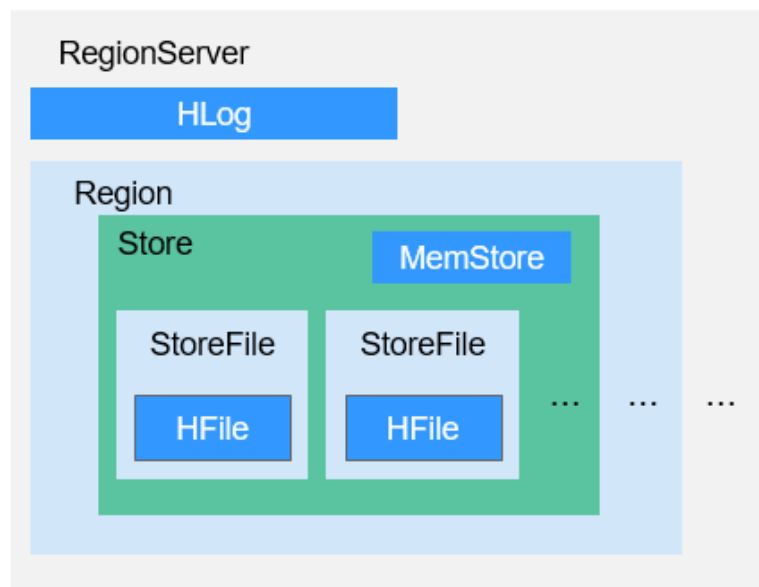 RegionServer
HLog
Region
Store
MemStore
StoreFile
StoreFile
HFile
HFile
... ... ...